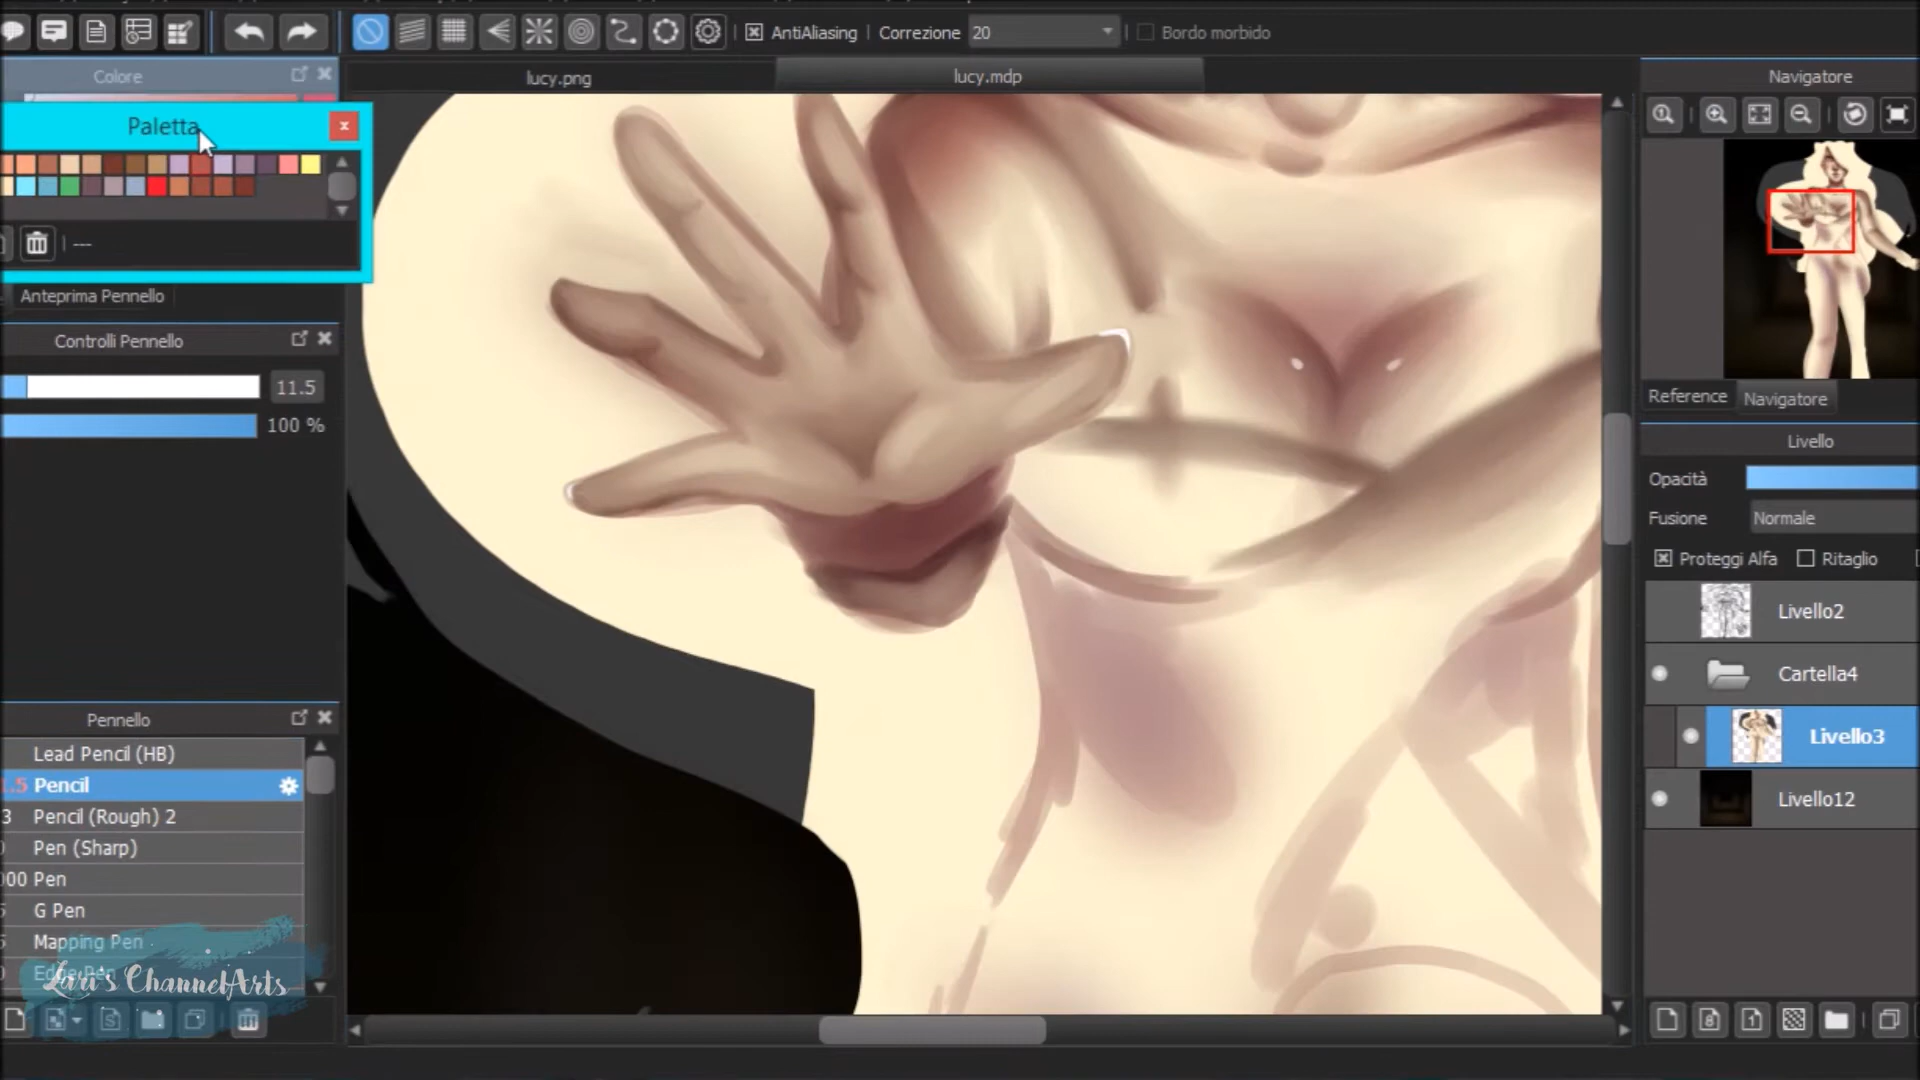 AntiAliasing
Correzione
20
Bordo morbido
Colore
lucy.png
lucy.mdp
Navigatore
Paletta
---
Anteprima Pennello
Controlli Pennello
11.5
100 %
Reference
Navigatore
Livello
Opacità
Fusione
Normale
Proteggi Alfa
Ritaglio
Livello2
Cartella4
Livello3
Livello12
Pennello
Lead Pencil (HB)
Pencil
3 Pencil (Rough) 2
Pen (Sharp)
Pen
G Pen
Mapping Pen
Lari's ChannelArts